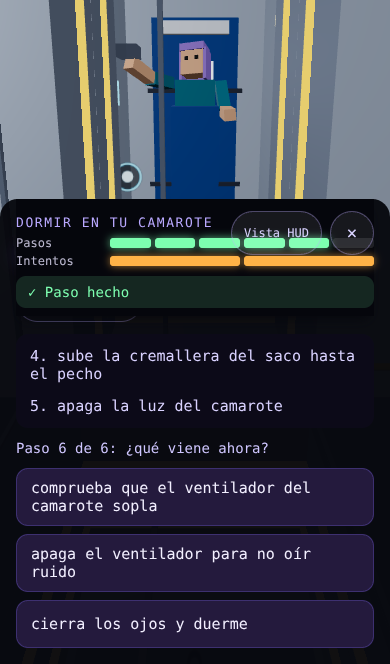 DORMIR EN TU CAMAROTE
Vista HUD
×
Pasos
Intentos
✓ Paso hecho
4. sube la cremallera del saco hasta
el pecho
5. apaga la luz del camarote
Paso 6 de 6: ¿qué viene ahora?
comprueba que el ventilador del
camarote sopla
apaga el ventilador para no oír
ruido
cierra los ojos y duerme